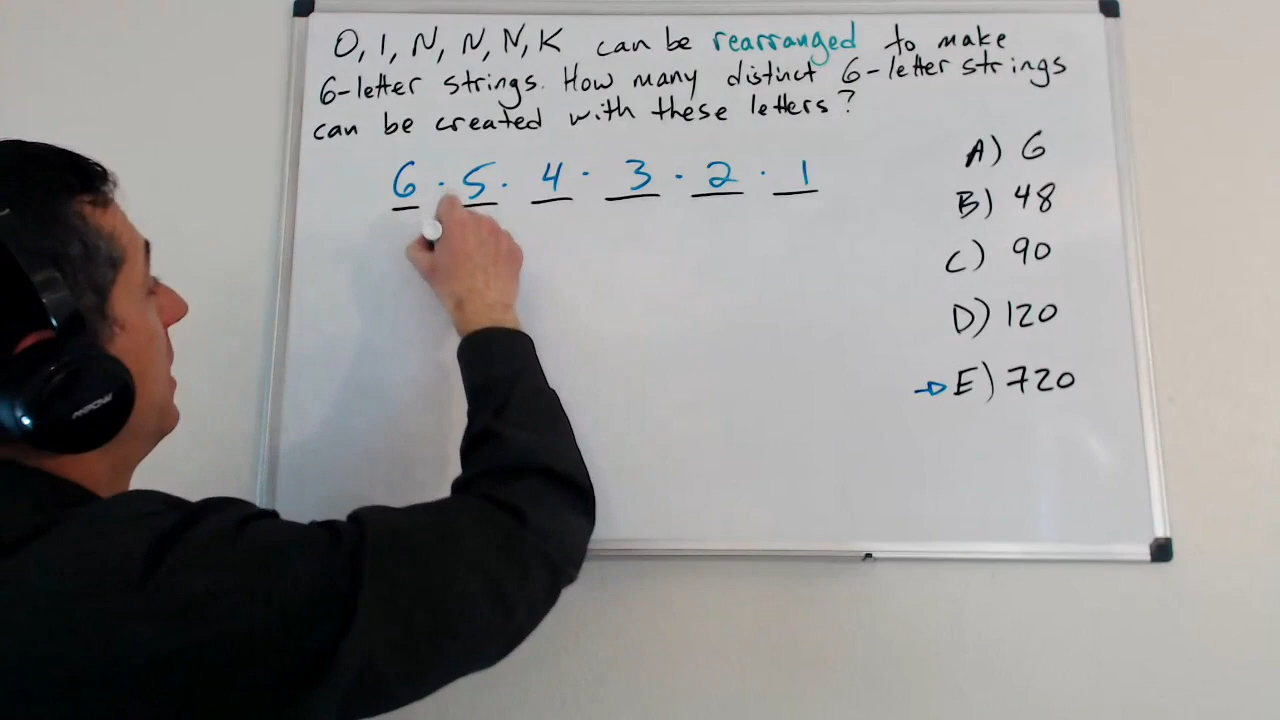 O, I, N, N, N, K can be rearranged to make
6-letter strings. How many distinct 6-letter strings
can be created with these letters?
6 · 5 · 4 · 3 · 2 · 1
A) 6
B) 48
C) 90
D) 120
→ E) 720